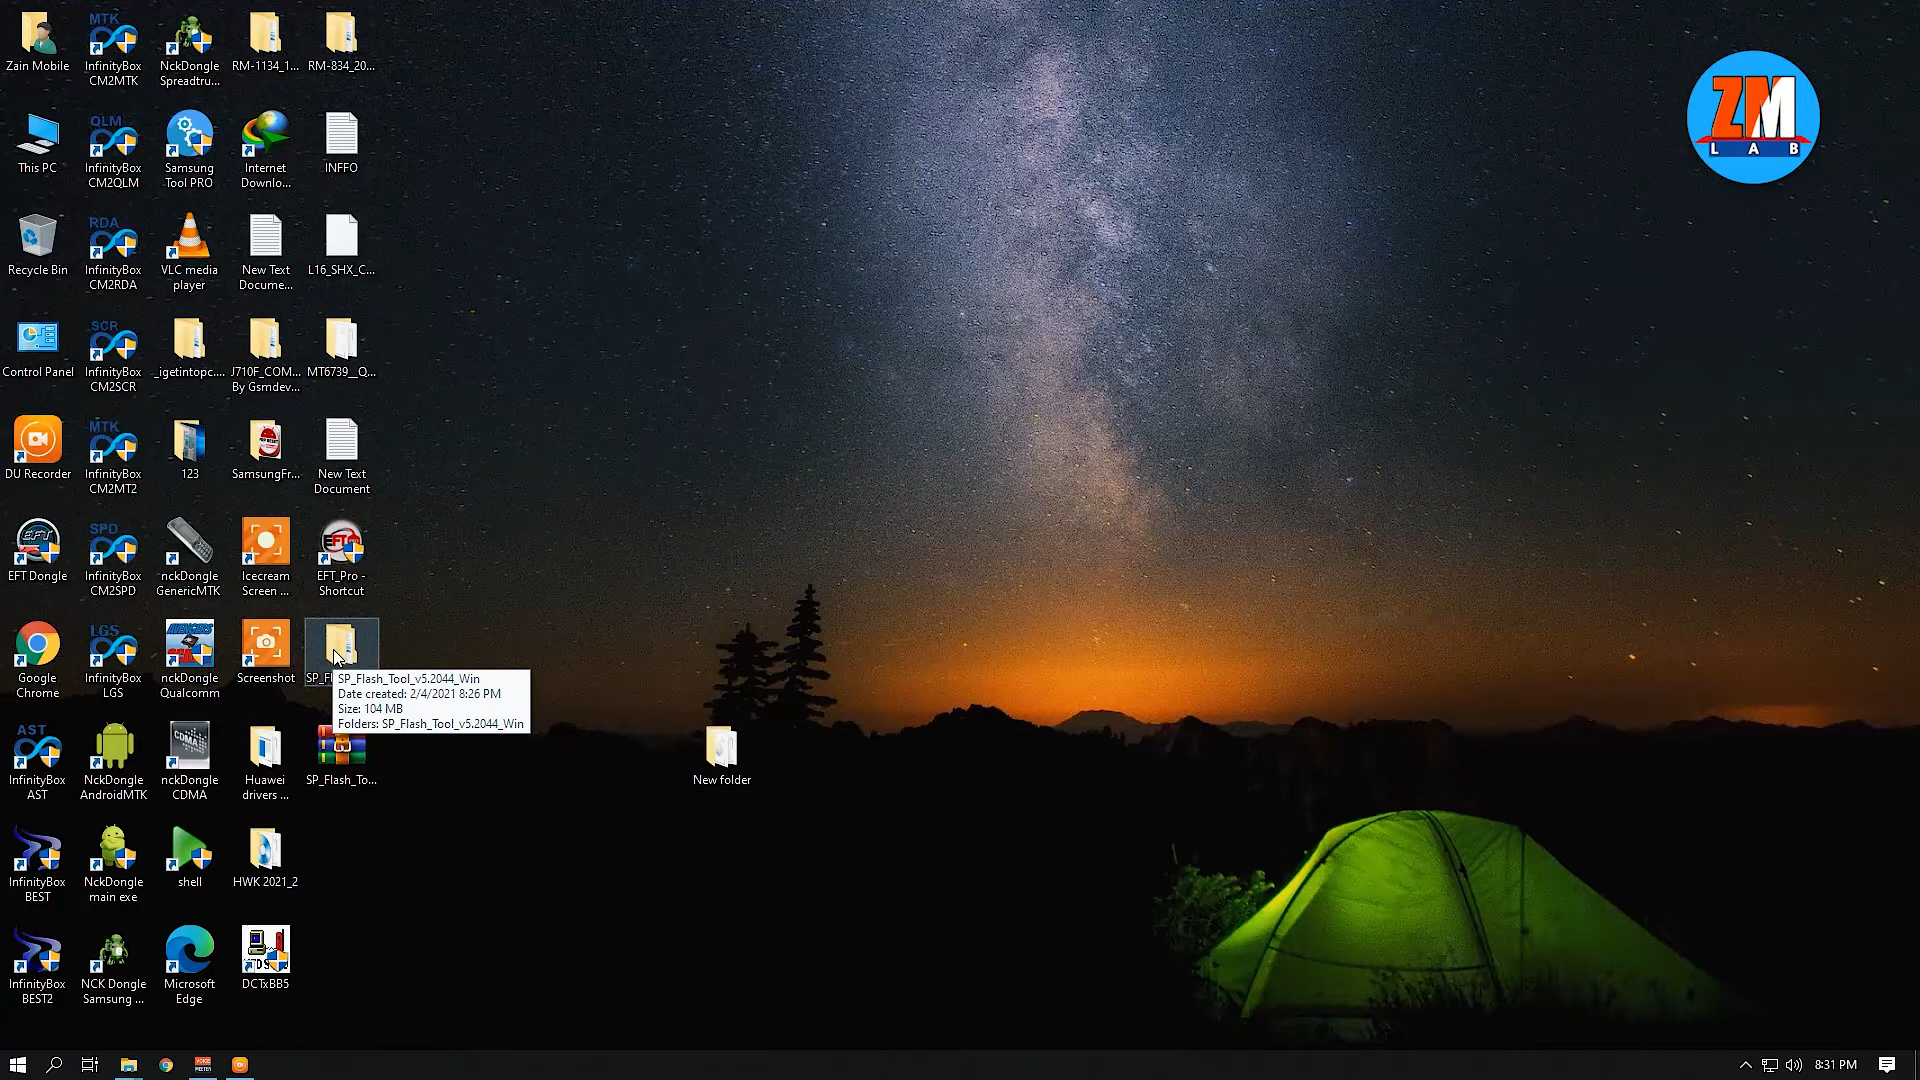 Zain Mobile
MTK
InfinityBox
CM2MTK
NckDongle
Spreadtru...
RM-1134_1...
RM-834_20...
This PC
QLM
InfinityBox
CM2QLM
Samsung
Tool PRO
Internet
Downlo...
INFFO
Recycle Bin
RDA
InfinityBox
CM2RDA
VLC media
player
New Text
Docume...
L16_SHX_C...
Control Panel
SCR
InfinityBox
CM2SCR
_igetintopc....
J710F_COM...
By Gsmdev...
MT6739__Q...
DU Recorder
MTK
InfinityBox
CM2MT2
123
SamsungFr...
New Text
Document
EFT
EFT Dongle
SPD
InfinityBox
CM2SPD
nckDongle
GenericMTK
Icecream
Screen ...
EFT
EFT_Pro -
Shortcut
Google
Chrome
LGS
InfinityBox
LGS
nckDongle
Qualcomm
Screenshot
SP_Fl
SP_Flash_Tool_v5.2044_Win
Date created: 2/4/2021 8:26 PM
Size: 104 MB
Folders: SP_Flash_Tool_v5.2044_Win
AST
InfinityBox
AST
NckDongle
AndroidMTK
CDMA
nckDongle
CDMA
Huawei
drivers ...
SP_Flash_To...
New folder
InfinityBox
BEST
NckDongle
main exe
shell
HWK 2021_2
InfinityBox
BEST2
NCK Dongle
Samsung ...
Microsoft
Edge
DCTxBB5
ZM
LAB
8:31 PM